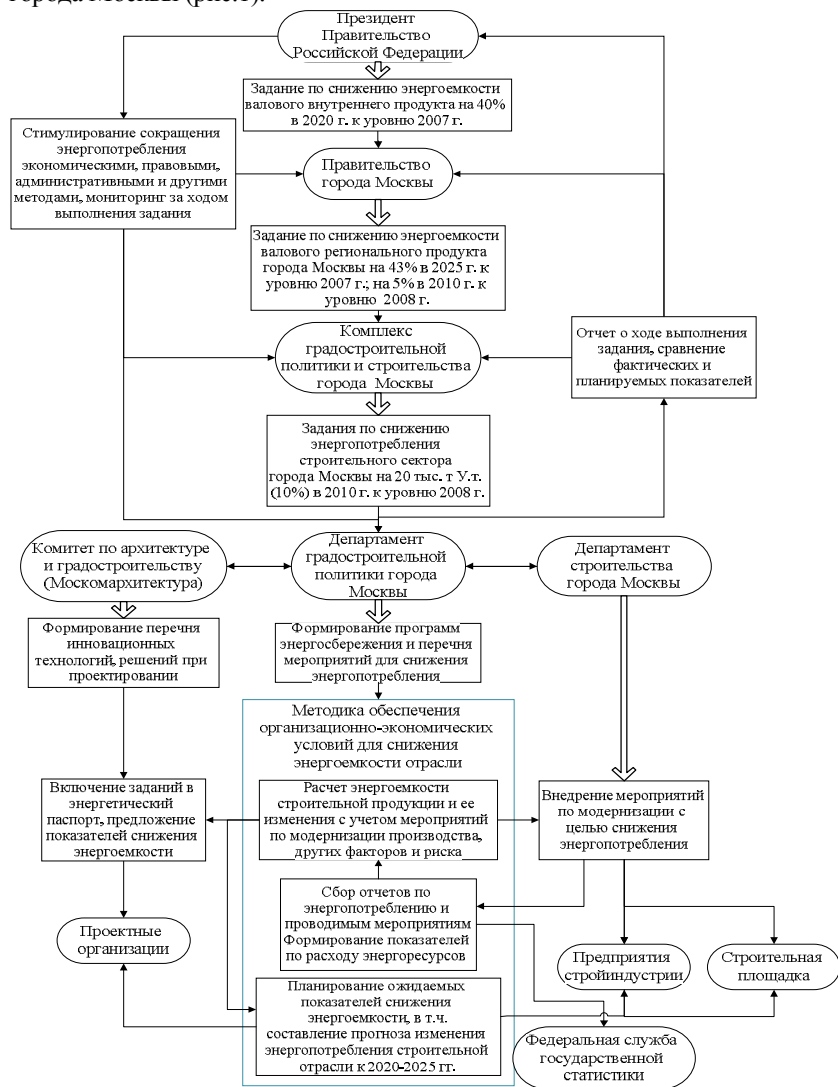 города Москвы (рис.1).
Президент
Правительство
Российской Федерации
Задание по снижению энергоемкости
валового внутреннего продукта на 40%
в 2020 г. к уровню 2007 г.
Стимулирование сокращения
энергопотребления
экономическими, правовыми,
административными и другими
методами, мониторинг за ходом
выполнения задания
Правительство
города Москвы
Задание по снижению энергоемкости
валового регионального продукта
города Москвы на 43% в 2025 г. к
уровню 2007 г.; на 5% в 2010 г. к
уровню 2008 г.
Комплекс
градостроительной
политики и строительства
города Москвы
Отчет о ходе выполнения
задания, сравнение
фактических и
планируемых показателей
Задания по снижению
энергопотребления
строительного сектора
города Москвы на 20 тыс. т У.т.
(10%) в 2010 г. к уровню 2008 г.
Комитет по архитектуре
и градостроительству
(Москомархитектура)
Департамент
градостроительной
политики города
Москвы
Департамент
строительства
города Москвы
Формирование перечня
инновационных
технологий, решений при
проектировании
Формирование программ
энергосбережения и перечня
мероприятий для снижения
энергопотребления
Методика обеспечения
организационно-экономических
условий для снижения
энергоемкости отрасли
Включение заданий в
энергетический
паспорт, предложение
показателей снижения
энергоемкости
Расчет энергоемкости
строительной продукции и ее
изменения с учетом мероприятий
по модернизации производства,
других факторов и риска
Внедрение мероприятий
по модернизации с
целью снижения
энергопотребления
Сбор отчетов по
энергопотреблению и
проводимым мероприятиям
Формирование показателей
по расходу энергоресурсов
Проектные
организации
Предприятия
стройиндустрии
Строительная
площадка
Планирование ожидаемых
показателей снижения
энергоемкости, в т.ч.
составление прогноза изменения
энергопотребления строительной
отрасли к 2020-2025 гг.
Федеральная служба
государственной
статистики